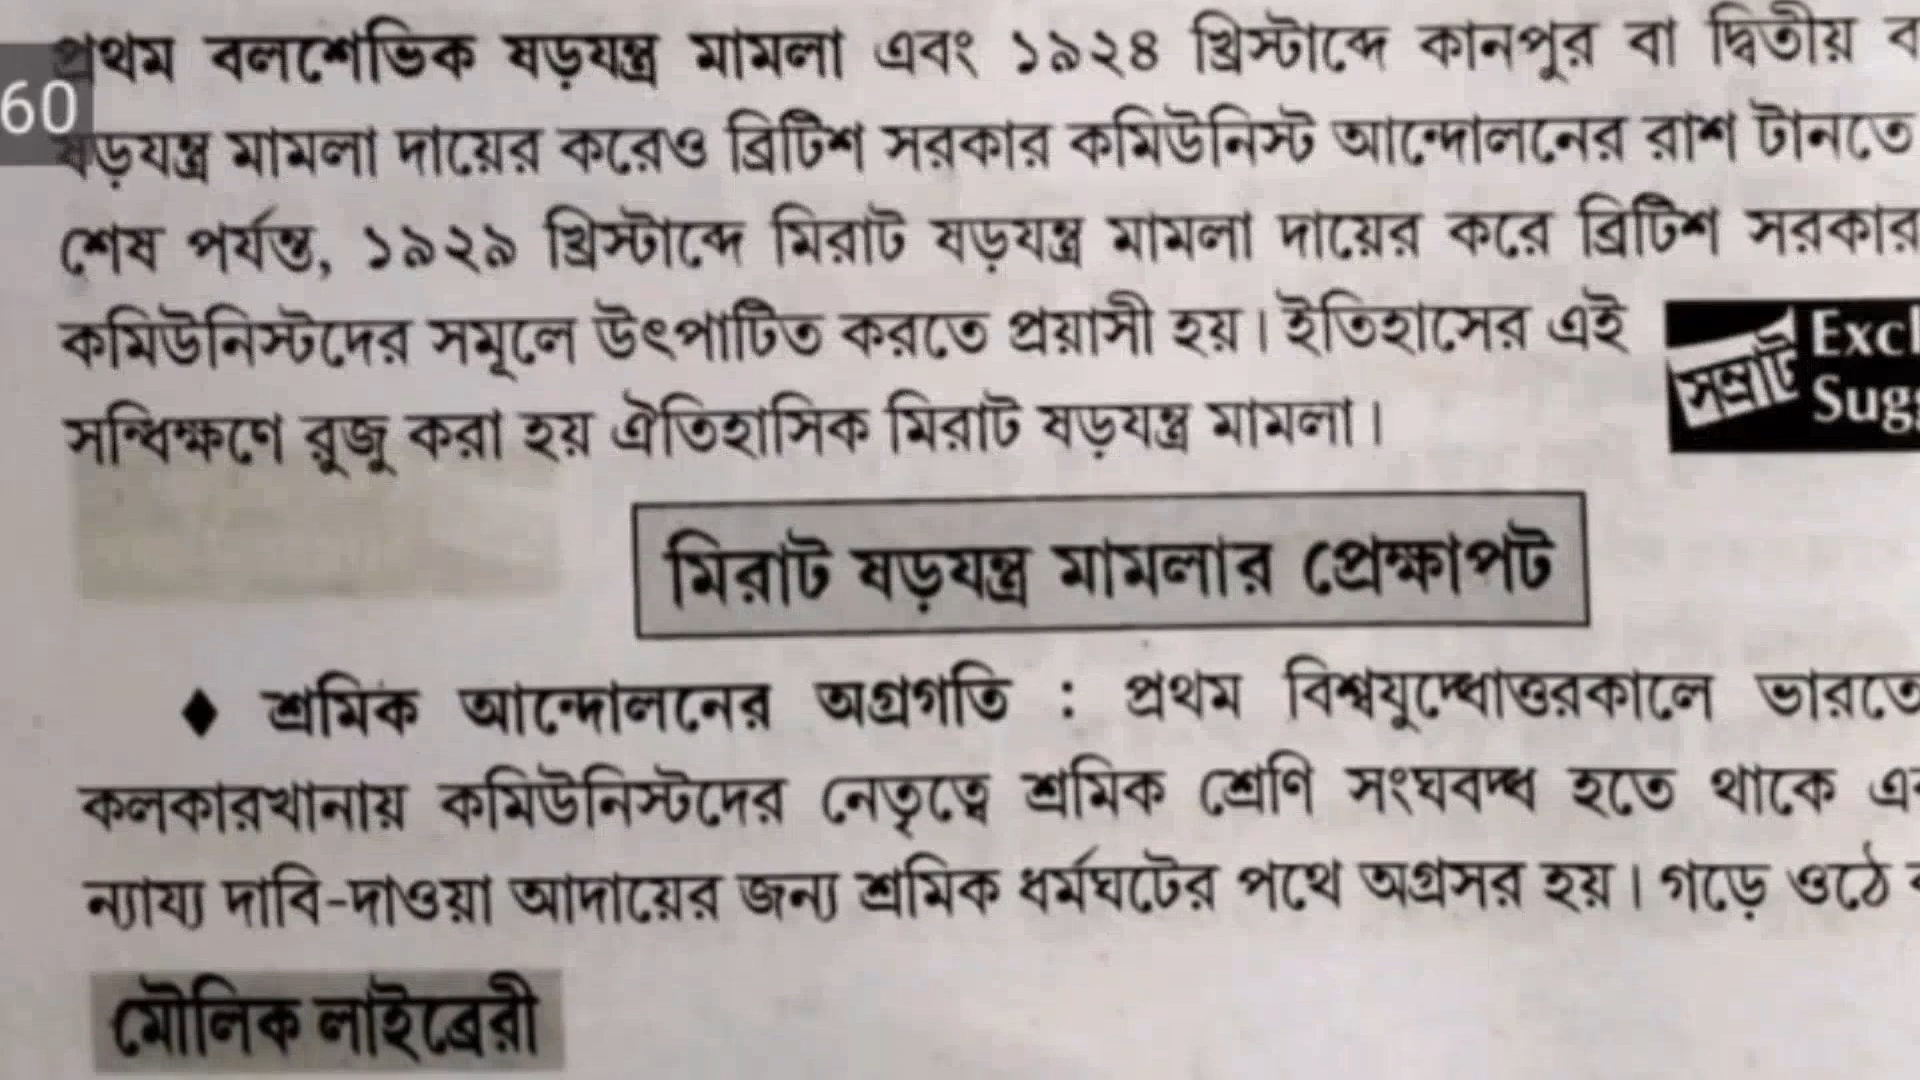 প্রথম বলশেভিক ষড়যন্ত্র মামলা এবং ১৯২৪ খ্রিস্টাব্দে কানপুর বা দ্বিতীয়
60
ষড়যন্ত্র মামলা দায়ের করেও ব্রিটিশ সরকার কমিউনিস্ট আন্দোলনের রাশ টানতে
শেষ পর্যন্ত, ১৯২৯ খ্রিস্টাব্দে মিরাট ষড়যন্ত্র মামলা দায়ের করে ব্রিটিশ সরকার
কমিউনিস্টদের সমূলে উৎপাটিত করতে প্রয়াসী হয়। ইতিহাসের এই
সন্ধিক্ষণে রুজু করা হয় ঐতিহাসিক মিরাট ষড়যন্ত্র মামলা।
সম্রাট
মিরাট ষড়যন্ত্র মামলার প্রেক্ষাপট
♦ শ্রমিক আন্দোলনের অগ্রগতি : প্রথম বিশ্বযুদ্ধোত্তরকালে ভারতে
কলকারখানায় কমিউনিস্টদের নেতৃত্বে শ্রমিক শ্রেণি সংঘবদ্ধ হতে থাকে
ন্যায্য দাবি-দাওয়া আদায়ের জন্য শ্রমিক ধর্মঘটের পথে অগ্রসর হয়। গড়ে ওঠে
মৌলিক লাইব্রেরী